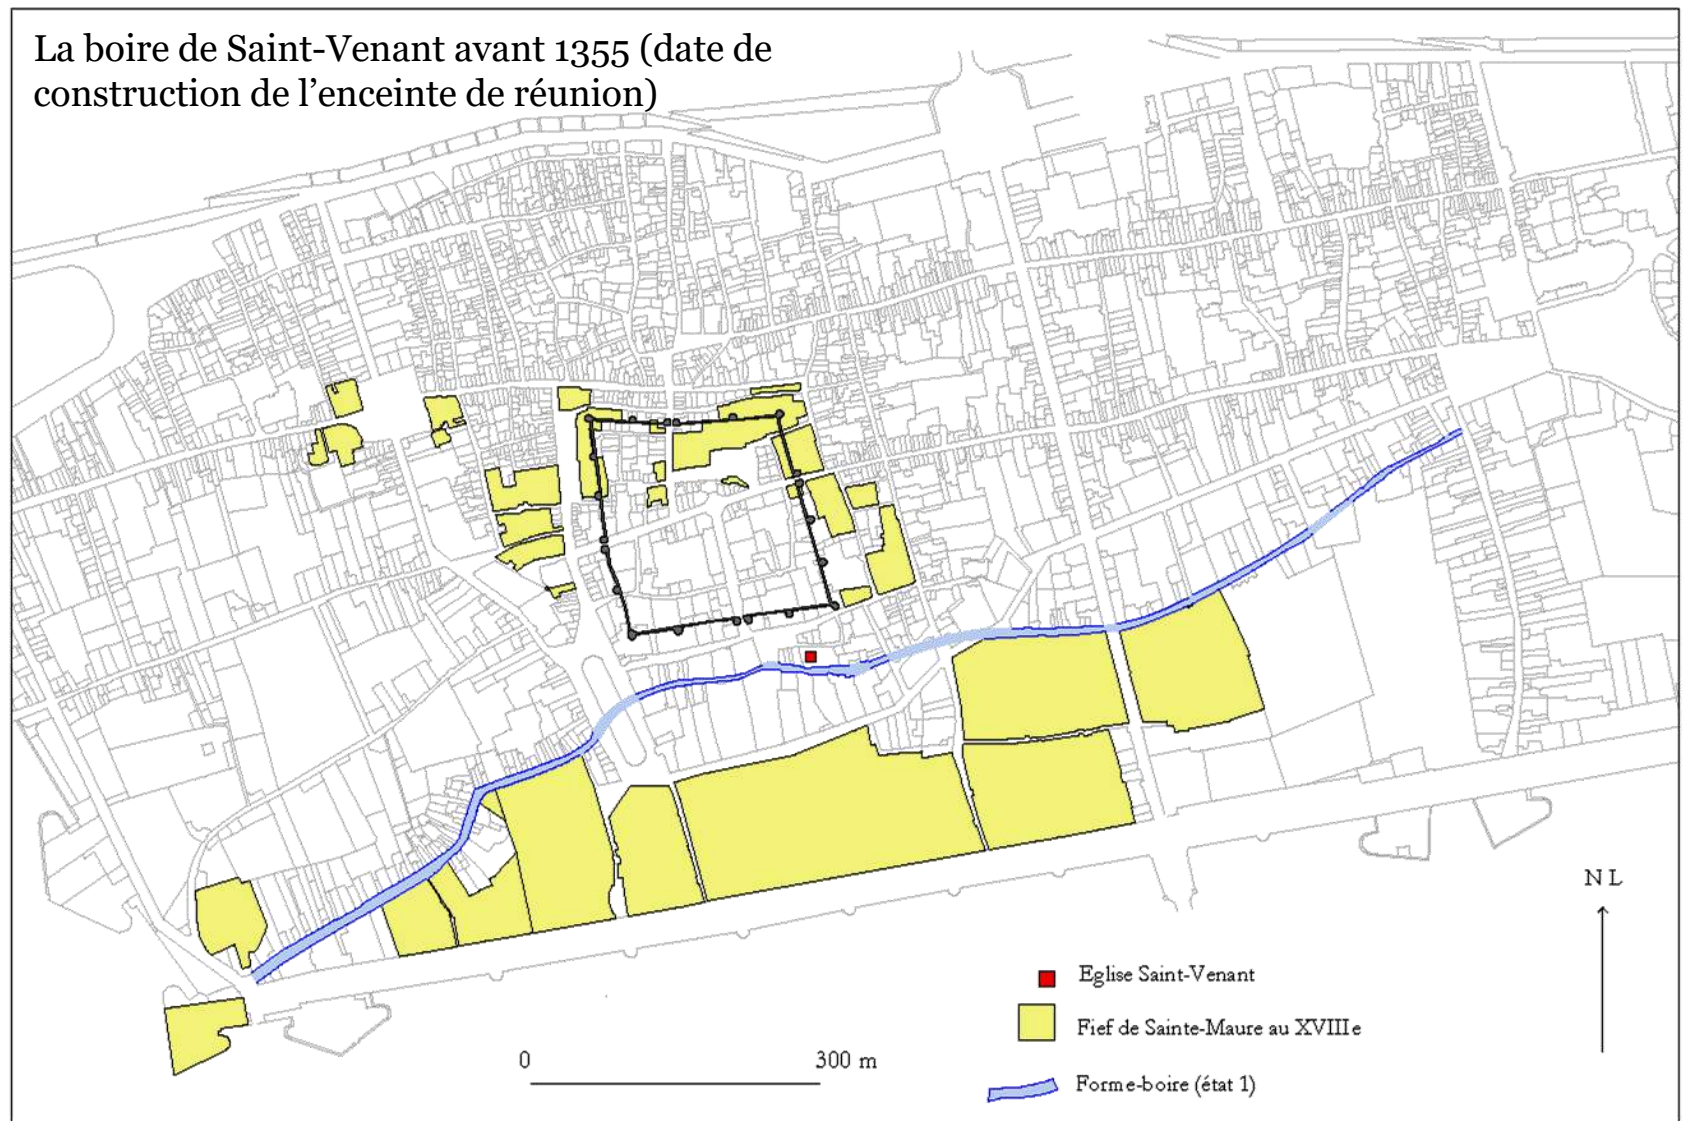 La boire de Saint-Venant avant 1355 (date de
construction de l’enceinte de réunion)
N L
Eglise Saint-Venant
Fief de Sainte-Maure au XVIIIe
0 300 m
Forme-boire (état 1)